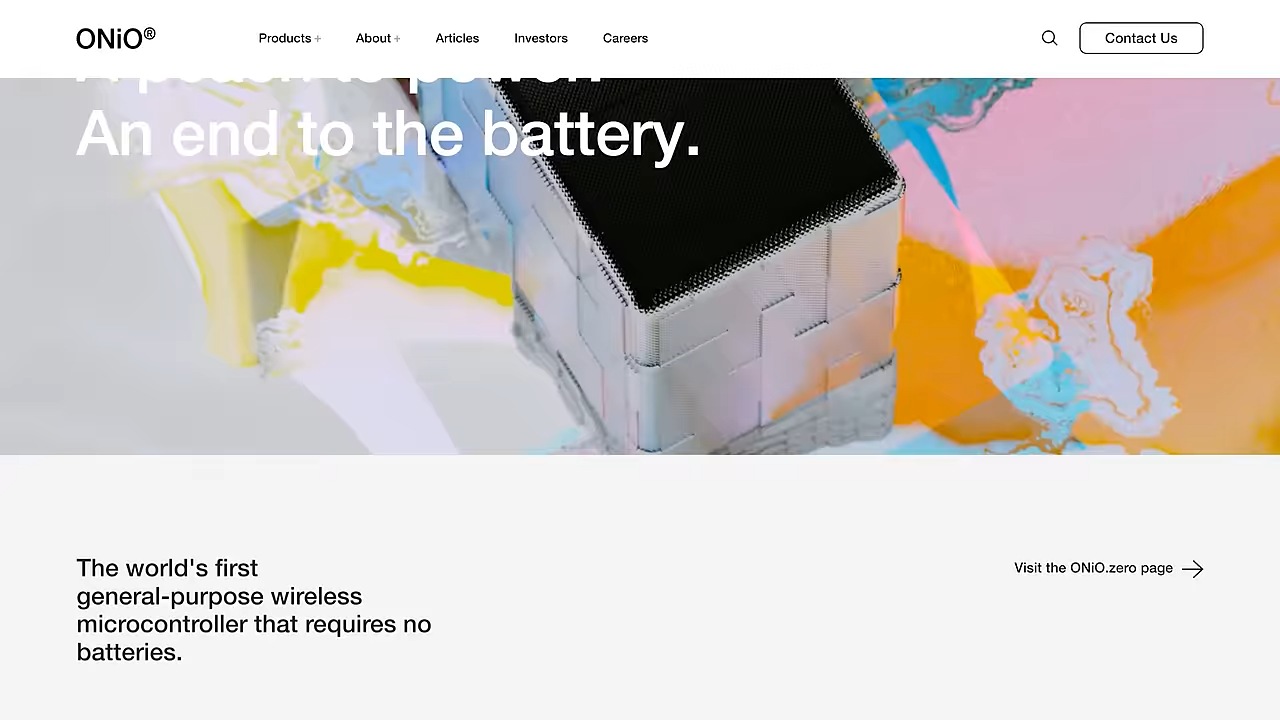 ONiO®
Products +
About +
Articles
Investors
Careers
Contact Us
An end to the battery.
The world's first
general-purpose wireless
microcontroller that requires no
batteries.
Visit the ONiO.zero page